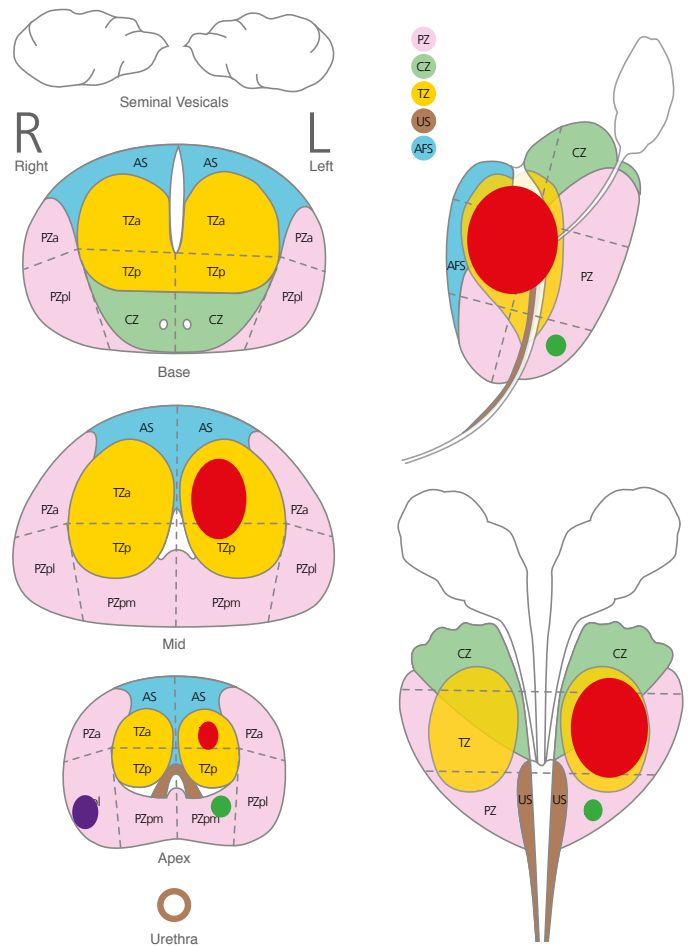 Seminal Vesicals
R L
Right Left
AS AS
TZa TZa
PZa PZa
TZp TZp
PZpl PZpl
CZ CZ
Base
AS AS
TZa
PZa PZa
TZp TZp
PZpl PZpl
PZpm PZpm
Mid
AS AS
TZa
PZa PZa
TZp TZp
PZpl
PZpm PZpm
Apex
Urethra
PZ
CZ
TZ
US
AFS
CZ
AFS
PZ
CZ CZ
TZ
US US
PZ